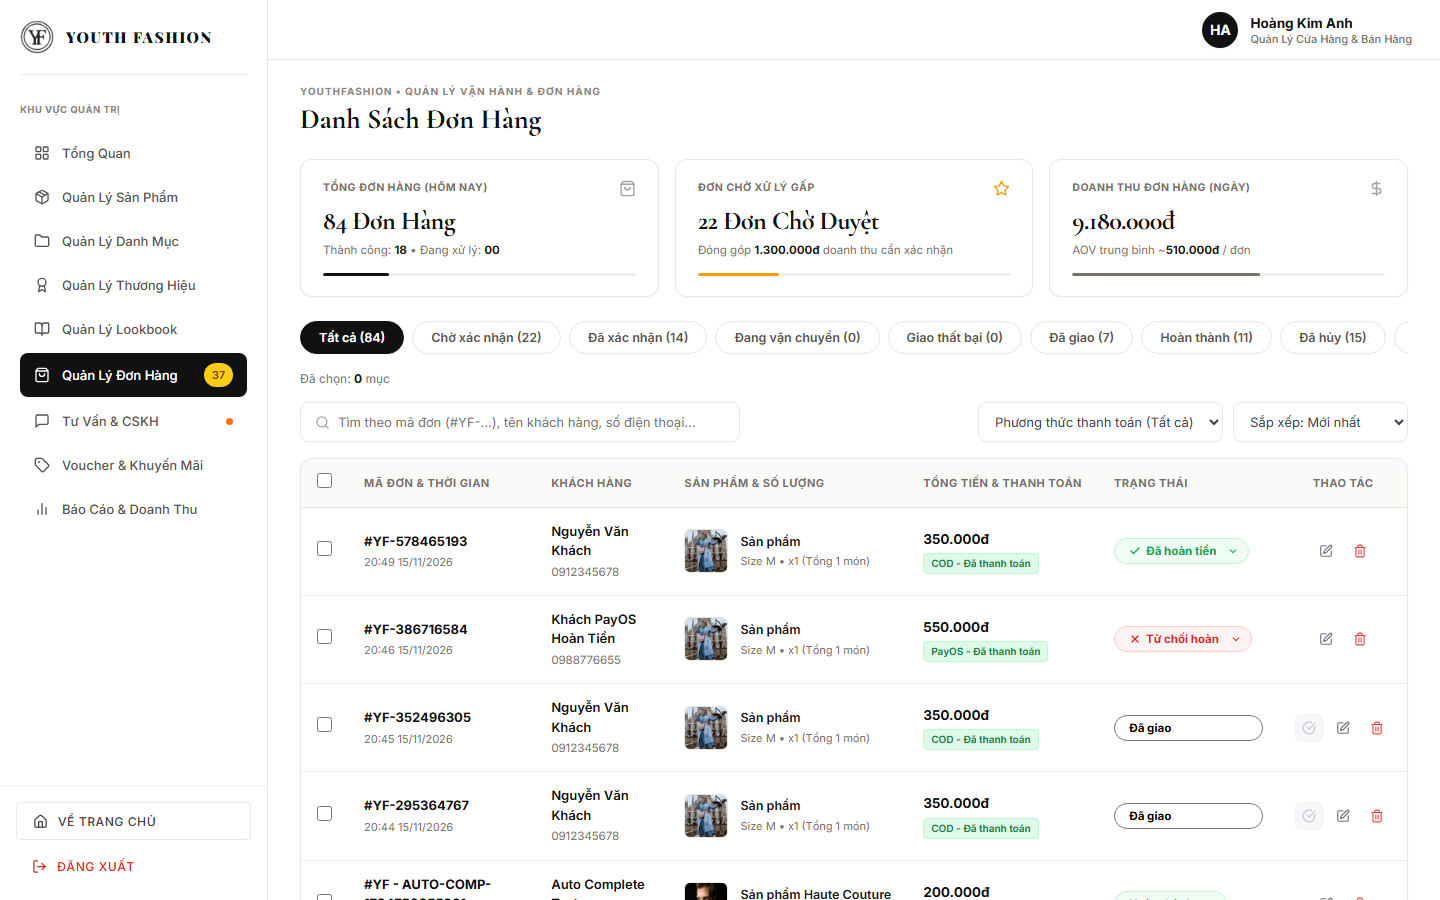 YF YOUTH FASHION
HA
Hoàng Kim Anh
Quản Lý Cửa Hàng & Bán Hàng
KHU VỰC QUẢN TRỊ
Tổng Quan
Quản Lý Sản Phẩm
Quản Lý Danh Mục
Quản Lý Thương Hiệu
Quản Lý Lookbook
Quản Lý Đơn Hàng 37
Tư Vấn & CSKH
Voucher & Khuyến Mãi
Báo Cáo & Doanh Thu
VỀ TRANG CHỦ
ĐĂNG XUẤT
YOUTHFASHION • QUẢN LÝ VẬN HÀNH & ĐƠN HÀNG
Danh Sách Đơn Hàng
TỔNG ĐƠN HÀNG (HÔM NAY)
84 Đơn Hàng
Thành công: 18 • Đang xử lý: 00
ĐƠN CHỜ XỬ LÝ GẤP
22 Đơn Chờ Duyệt
Đóng góp 1.300.000đ doanh thu cần xác nhận
DOANH THU ĐƠN HÀNG (NGÀY)
9.180.000đ
AOV trung bình ~510.000đ / đơn
Tất cả (84) Chờ xác nhận (22) Đã xác nhận (14) Đang vận chuyển (0) Giao thất bại (0) Đã giao (7) Hoàn thành (11) Đã hủy (15)
Đã chọn: 0 mục
Tìm theo mã đơn (#YF-...), tên khách hàng, số điện thoại...
Phương thức thanh toán (Tất cả)
Sắp xếp: Mới nhất
MÃ ĐƠN & THỜI GIAN KHÁCH HÀNG SẢN PHẨM & SỐ LƯỢNG TỔNG TIỀN & THANH TOÁN TRẠNG THÁI THAO TÁC
#YF-578465193
20:49 15/11/2026
Nguyễn Văn
Khách
0912345678
Sản phẩm
Size M • x1 (Tổng 1 món)
350.000đ
COD - Đã thanh toán
Đã hoàn tiền
#YF-386716584
20:46 15/11/2026
Khách PayOS
Hoàn Tiền
0988776655
Sản phẩm
Size M • x1 (Tổng 1 món)
550.000đ
PayOS - Đã thanh toán
Từ chối hoàn
#YF-352496305
20:45 15/11/2026
Nguyễn Văn
Khách
0912345678
Sản phẩm
Size M • x1 (Tổng 1 món)
350.000đ
COD - Đã thanh toán
Đã giao
#YF-295364767
20:44 15/11/2026
Nguyễn Văn
Khách
0912345678
Sản phẩm
Size M • x1 (Tổng 1 món)
350.000đ
COD - Đã thanh toán
Đã giao
#YF - AUTO-COMP-
Auto Complete
Sản phẩm Haute Couture
200.000đ